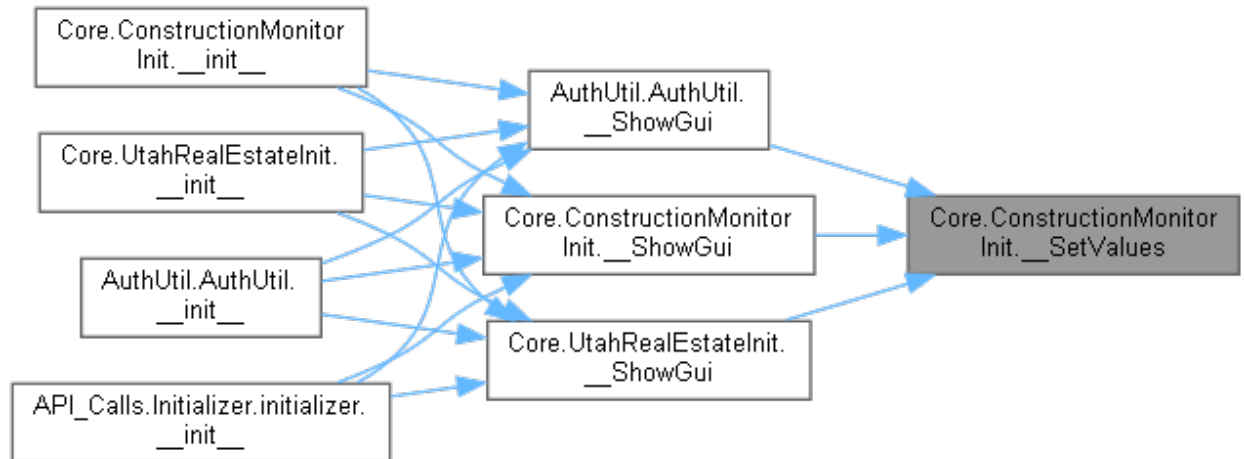 Core.ConstructionMonitor
Init.__init__
Core.UtahRealEstateInit.
__init__
AuthUtil.AuthUtil.
__init__
API_Calls.Initializer.initializer.
__init__
AuthUtil.AuthUtil.
__ShowGui
Core.ConstructionMonitor
Init.__ShowGui
Core.UtahRealEstateInit.
__ShowGui
Core.ConstructionMonitor
Init.__SetValues